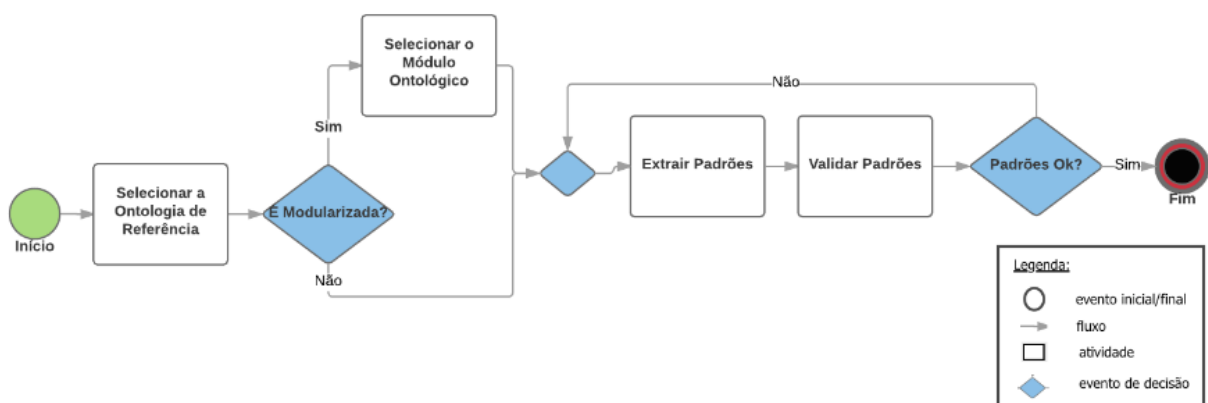 Início
Selecionar a
Ontologia de
Referência
É Modularizada?
Sim
Não
Selecionar o
Módulo
Ontológico
Extrair Padrões
Validar Padrões
Padrões Ok?
Não
Sim
Fim
Legenda:
evento inicial/final
fluxo
atividade
evento de decisão